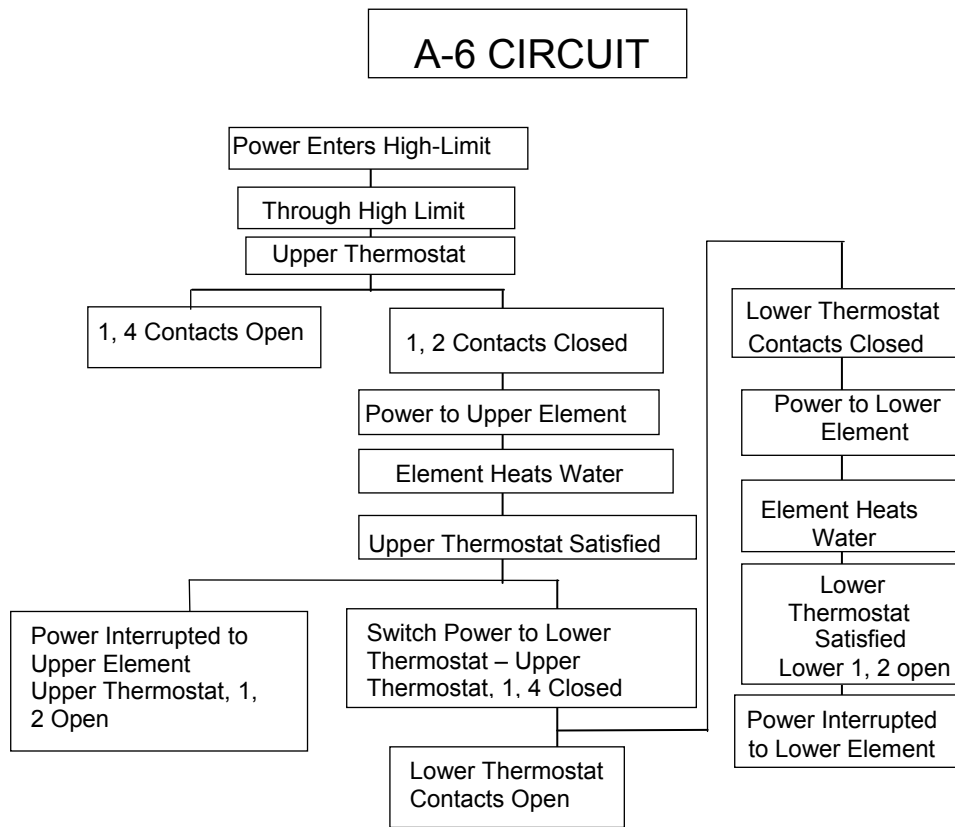 A-6 CIRCUIT
Power Enters High-Limit
Through High Limit
Upper Thermostat
1, 4 Contacts Open
1, 2 Contacts Closed
Power to Upper Element
Element Heats Water
Upper Thermostat Satisfied
Power Interrupted to
Upper Element
Upper Thermostat, 1,
2 Open
Switch Power to Lower
Thermostat – Upper
Thermostat, 1, 4 Closed
Lower Thermostat
Contacts Open
Lower Thermostat
Contacts Closed
Power to Lower
Element
Element Heats
Water
Lower
Thermostat
Satisfied
Lower 1, 2 open
Power Interrupted
to Lower Element